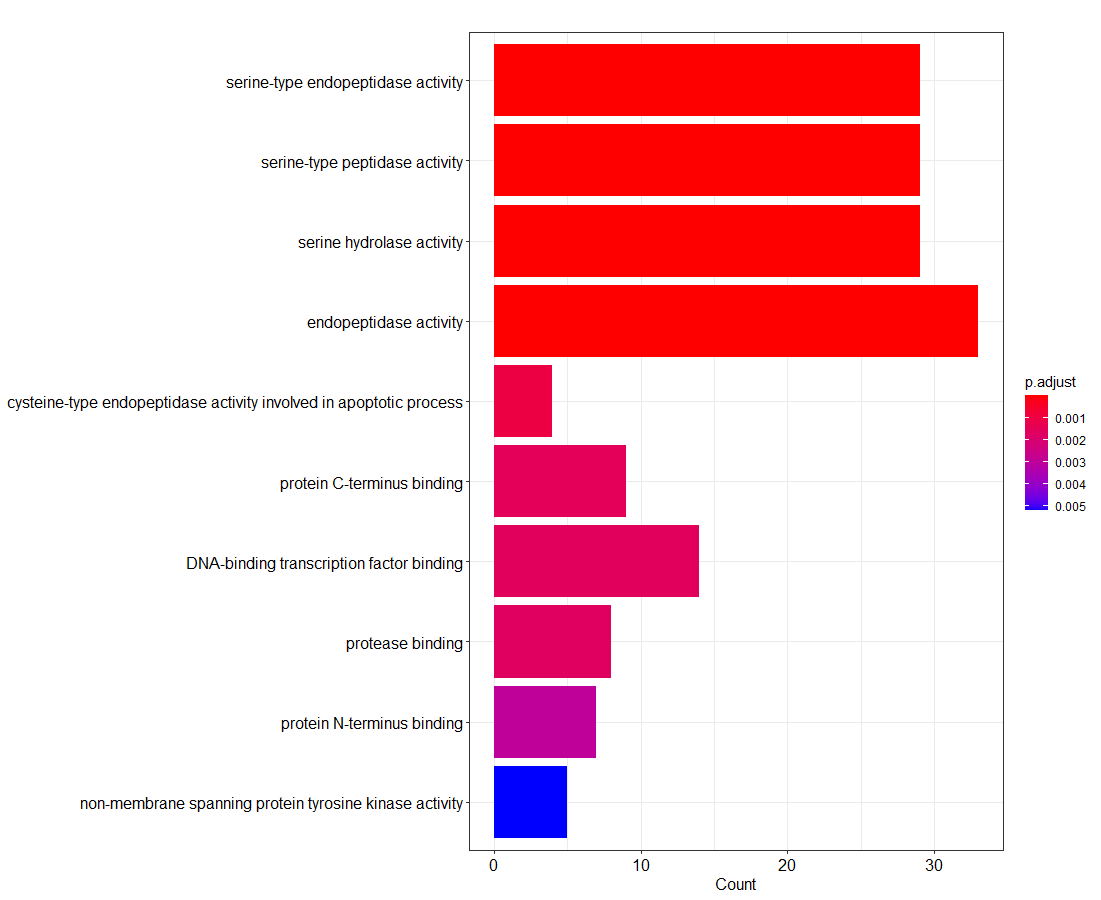 serine-type endopeptidase activity
serine-type peptidase activity
serine hydrolase activity
endopeptidase activity
cysteine-type endopeptidase activity involved in apoptotic process
protein C-terminus binding
DNA-binding transcription factor binding
protease binding
protein N-terminus binding
non-membrane spanning protein tyrosine kinase activity
0 10 20 30
Count
p.adjust
0.001
0.002
0.003
0.004
0.005